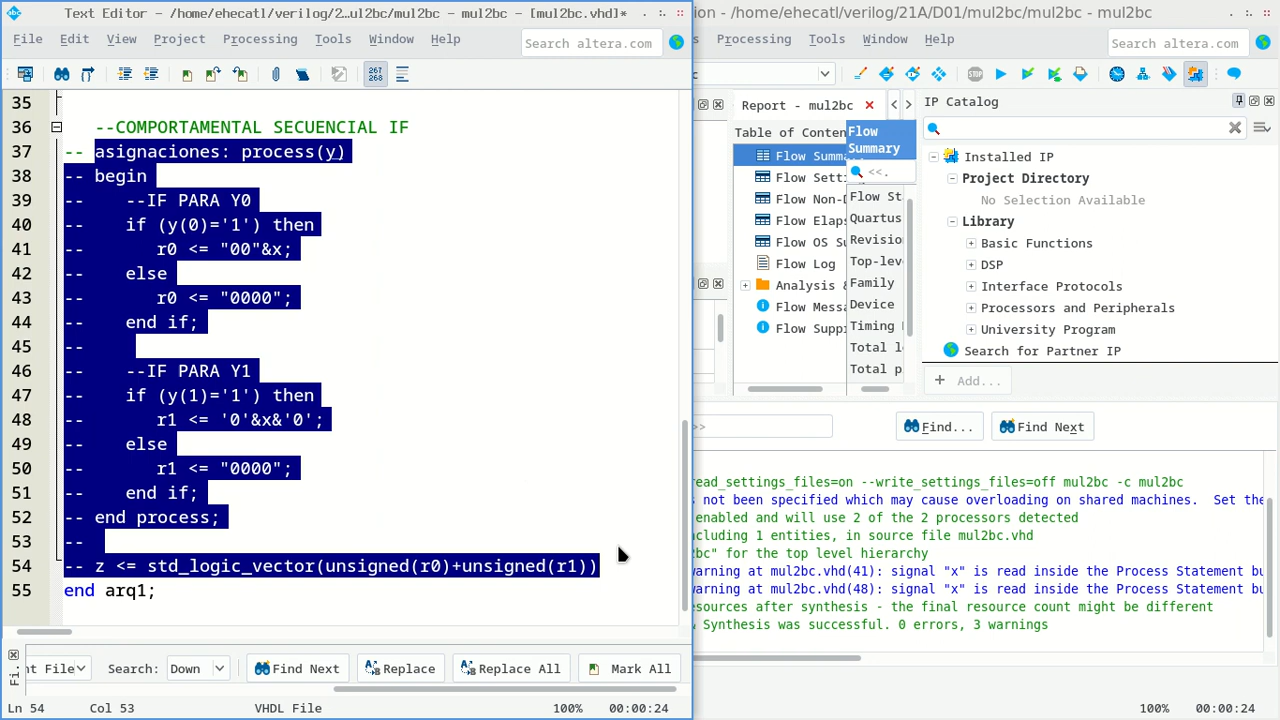 Text Editor - /home/ehecatl/verilog/2...ul2bc/mul2bc - mul2bc - [mul2bc.vhd]*
ion - /home/ehecatl/verilog/21A/D01/mul2bc/mul2bc - mul2bc
File Edit View Project Processing Tools Window Help
Search altera.com
Processing Tools Window Help
Search altera.com
35
36 --COMPORTAMENTAL SECUENCIAL IF
37 -- asignaciones: process(y)
38 -- begin
39 -- --IF PARA Y0
40 -- if (y(0)='1') then
41 -- r0 <= "00"&x;
42 -- else
43 -- r0 <= "0000";
44 -- end if;
45 --
46 -- --IF PARA Y1
47 -- if (y(1)='1') then
48 -- r1 <= '0'&x&'0';
49 -- else
50 -- r1 <= "0000";
51 -- end if;
52 -- end process;
53 --
54 -- z <= std_logic_vector(unsigned(r0)+unsigned(r1))
55 end arq1;
nt File Search: Down Find Next Replace Replace All Mark All
Fi.
Ln 54 Col 53 VHDL File 100% 00:00:24
Report - mul2bc
Table of Conten
Flow Summa
Flow Setti
Flow Non-D
Flow Elaps
Flow OS Su
Flow Log
Analysis &
Flow Messa
Flow Suppr
Flow Summary
<<.
Flow St
Quartus
Revision
Top-lev
Family
Device
Timing
Total lo
Total p
IP Catalog
Installed IP
Project Directory
No Selection Available
Library
Basic Functions
DSP
Interface Protocols
Processors and Peripherals
University Program
Search for Partner IP
+ Add...
>>
Find... Find Next
read_settings_files=on --write_settings_files=off mul2bc -c mul2bc
s not been specified which may cause overloading on shared machines. Set the
enabled and will use 2 of the 2 processors detected
ncluding 1 entities, in source file mul2bc.vhd
2bc" for the top level hierarchy
warning at mul2bc.vhd(41): signal "x" is read inside the Process Statement bu
warning at mul2bc.vhd(48): signal "x" is read inside the Process Statement bu
esources after synthesis - the final resource count might be different
& Synthesis was successful. 0 errors, 3 warnings
100% 00:00:24